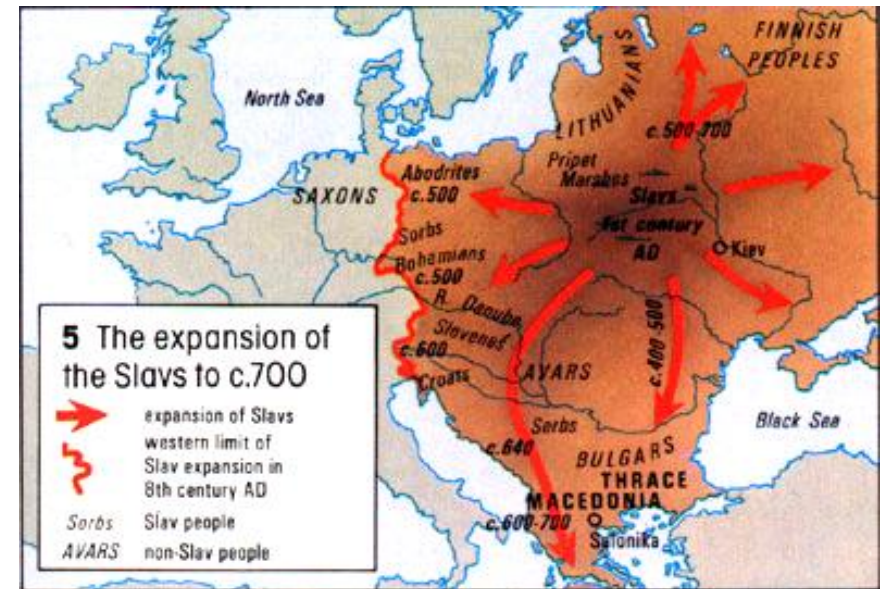 FINNISH
PEOPLES
North Sea
LITHUANIANS
c.500-700
Pripet
Marshes
Abodrites
c.500
SAXONS
Slavs
1st century
AD
Kiev
Sorbs
Bohemians
c.500
R. Danube
Slovenes
c.600
Croats
AVARS
c.400-500
Black Sea
Serbs
c.640
BULGARS
THRACE
MACEDONIA
c.600-700
Salonika
5 The expansion of
the Slavs to c.700
expansion of Slavs
western limit of
Slav expansion in
8th century AD
Serbs Slav people
AVARS non-Slav people